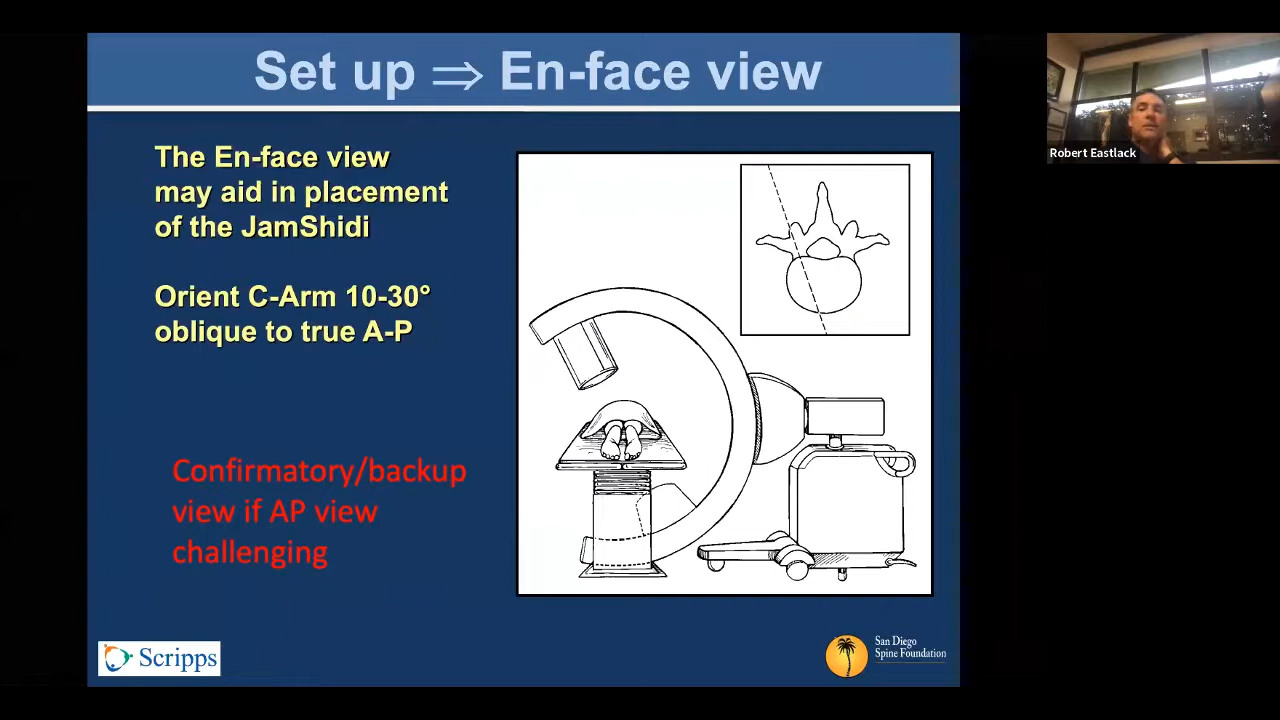 Set up ⇒ En-face view
The En-face view
may aid in placement
of the JamShidi
Orient C-Arm 10-30°
oblique to true A-P
Confirmatory/backup
view if AP view
challenging
Scripps
San Diego
Spine Foundation
Robert Eastlack